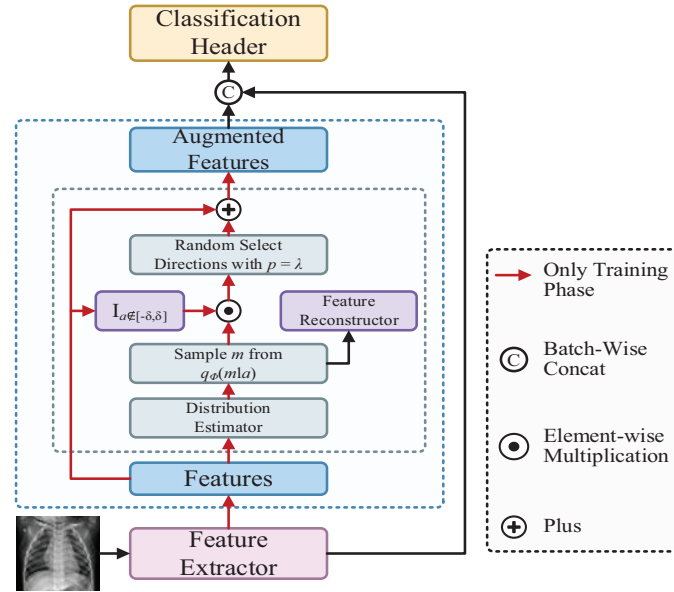 Classification
Header
C
Augmented
Features
+
Random Select
Directions with p = λ
I_{a∉[-δ,δ]}
Feature
Reconstructor
Sample m from
q_Φ(m|a)
Distribution
Estimator
Features
Feature
Extractor
Only Training
Phase
C
Batch-Wise
Concat
Element-wise
Multiplication
+
Plus